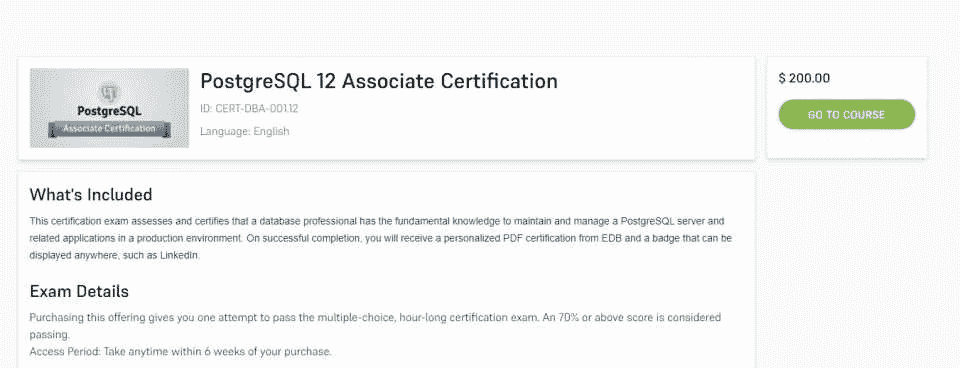 PostgreSQL
Associate Certification
PostgreSQL 12 Associate Certification
ID: CERT-DBA-001.12
Language: English
$ 200.00
GO TO COURSE
What's Included
This certification exam assesses and certifies that a database professional has the fundamental knowledge to maintain and manage a PostgreSQL server and
related applications in a production environment. On successful completion, you will receive a personalized PDF certification from EDB and a badge that can be
displayed anywhere, such as LinkedIn.
Exam Details
Purchasing this offering gives you one attempt to pass the multiple-choice, hour-long certification exam. An 70% or above score is considered
passing.
Access Period: Take anytime within 6 weeks of your purchase.